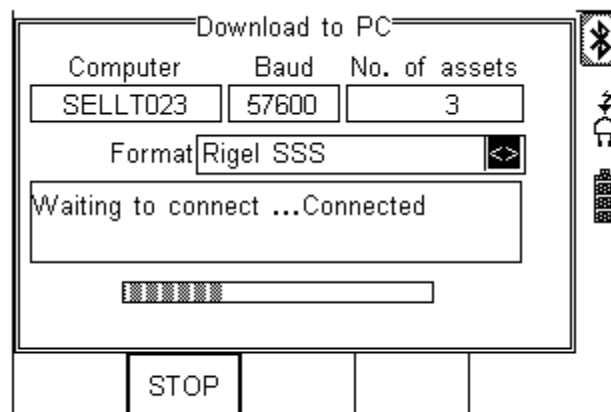 Download to PC
Computer Baud No. of assets
SELLT023 57600 3
Format Rigel SSS <>
Waiting to connect ...Connected
STOP